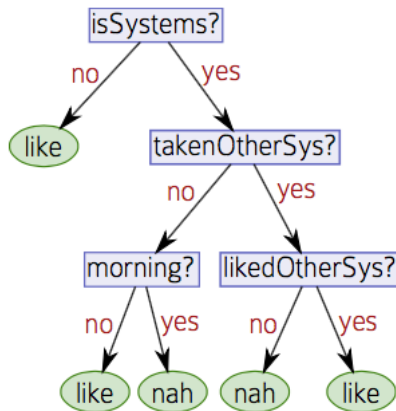 isSystems?
no
yes
like
takenOtherSys?
no
yes
morning?
likedOtherSys?
no
yes
no
yes
like
nah
nah
like